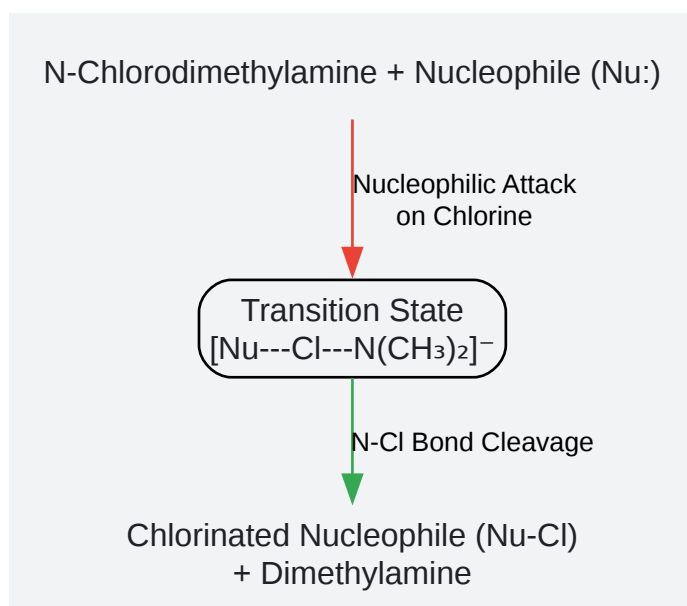 N-Chlorodimethylamine + Nucleophile (Nu:)
Nucleophilic Attack
on Chlorine
Transition State
[Nu---Cl---N(CH₃)₂]⁻
N-Cl Bond Cleavage
Chlorinated Nucleophile (Nu-Cl)
+ Dimethylamine